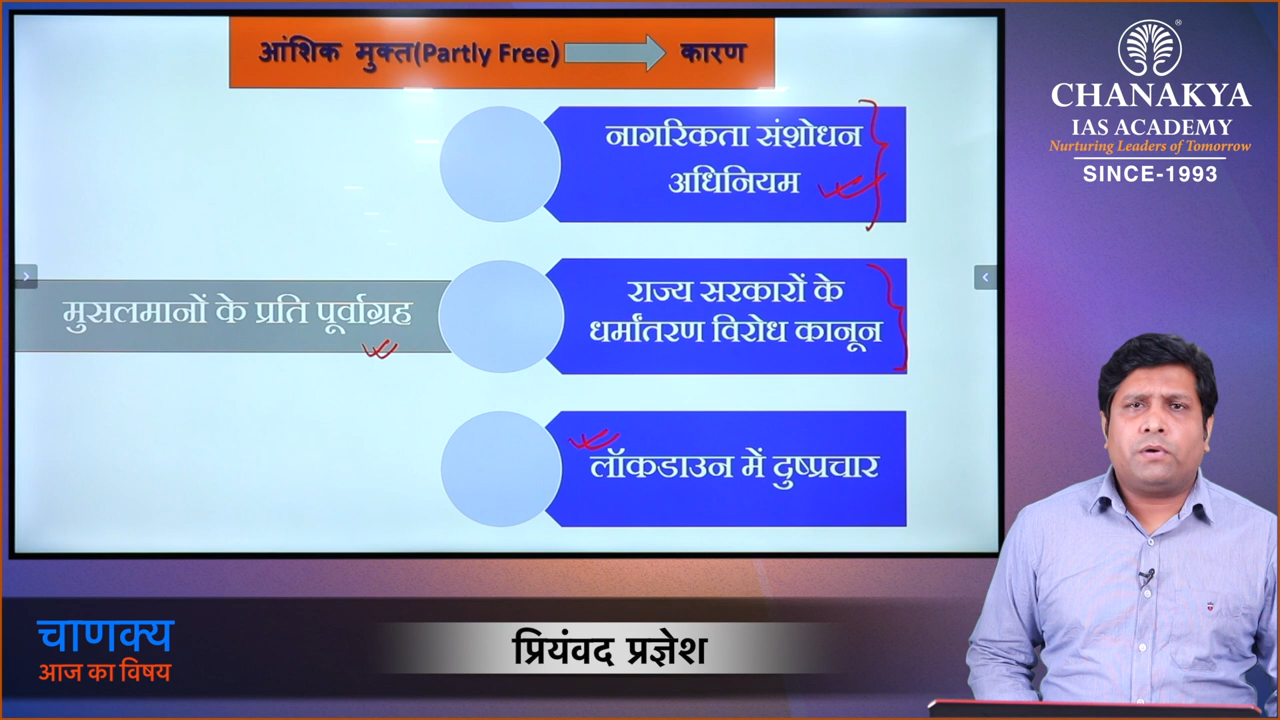 आंशिक मुक्त(Partly Free) कारण
नागरिकता संशोधन
अधिनियम
मुसलमानों के प्रति पूर्वाग्रह
राज्य सरकारों के
धर्मांतरण विरोध कानून
लॉकडाउन में दुष्प्रचार
CHANAKYA
IAS ACADEMY
Nurturing Leaders of Tomorrow
SINCE-1993
चाणक्य
आज का विषय
प्रियंवद प्रज्ञेश